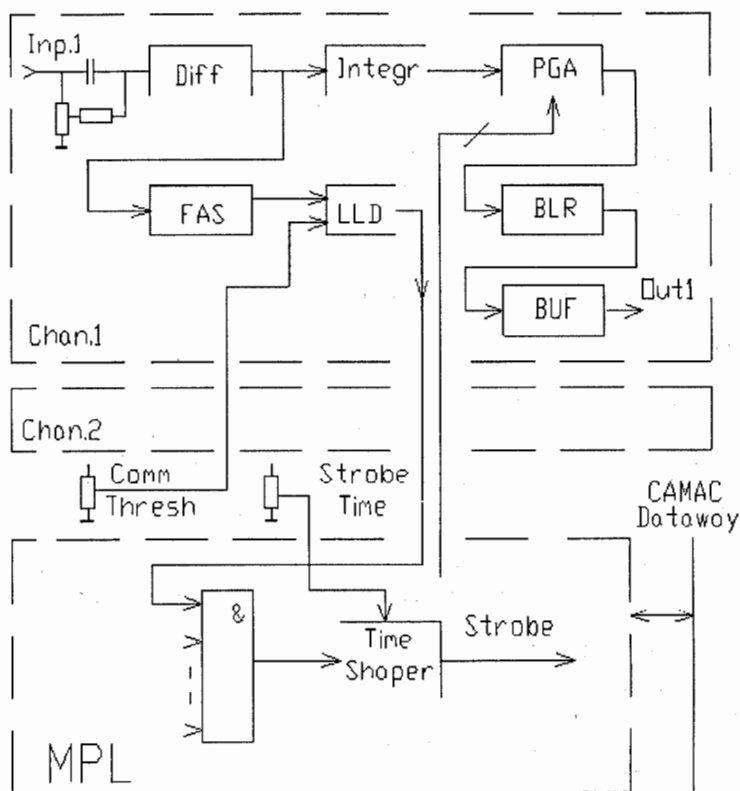 Inp.1
Diff
Integr
PGA
FAS
LLD
BLR
BUF
Out1
Chan.1
Chan.2
Comm
Thresh
Strobe
Time
CAMAC
Dataway
&
Time
Shaper
Strobe
MPL